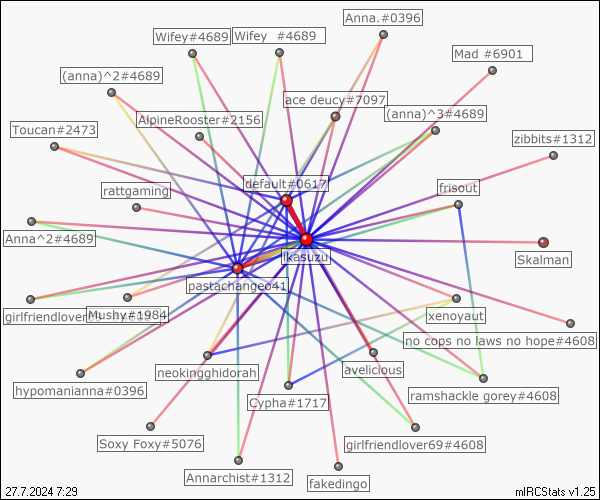 Anna.#0396
Wifey#4689
Wifey  #4689
Mad #6901
(anna)^2#4689
ace deucy#7097
(anna)^3#4689
AlpineRooster#2156
Toucan#2473
zibbits#1312
default#0617
rattgaming
frisout
Anna^2#4689
ikasuzu
Skalman
pastachangeo41
Mushy#1984
xenoyaut
no cops no laws no hope#4608
avelicious
neokingghidorah
hypomanianna#0396
ramshackle gorey#4608
Cypha#1717
Soxy Foxy#5076
girlfriendlover69#4608
Annarchist#1312
fakedingo
27.7.2024 7:29
mIRCStats v1.25